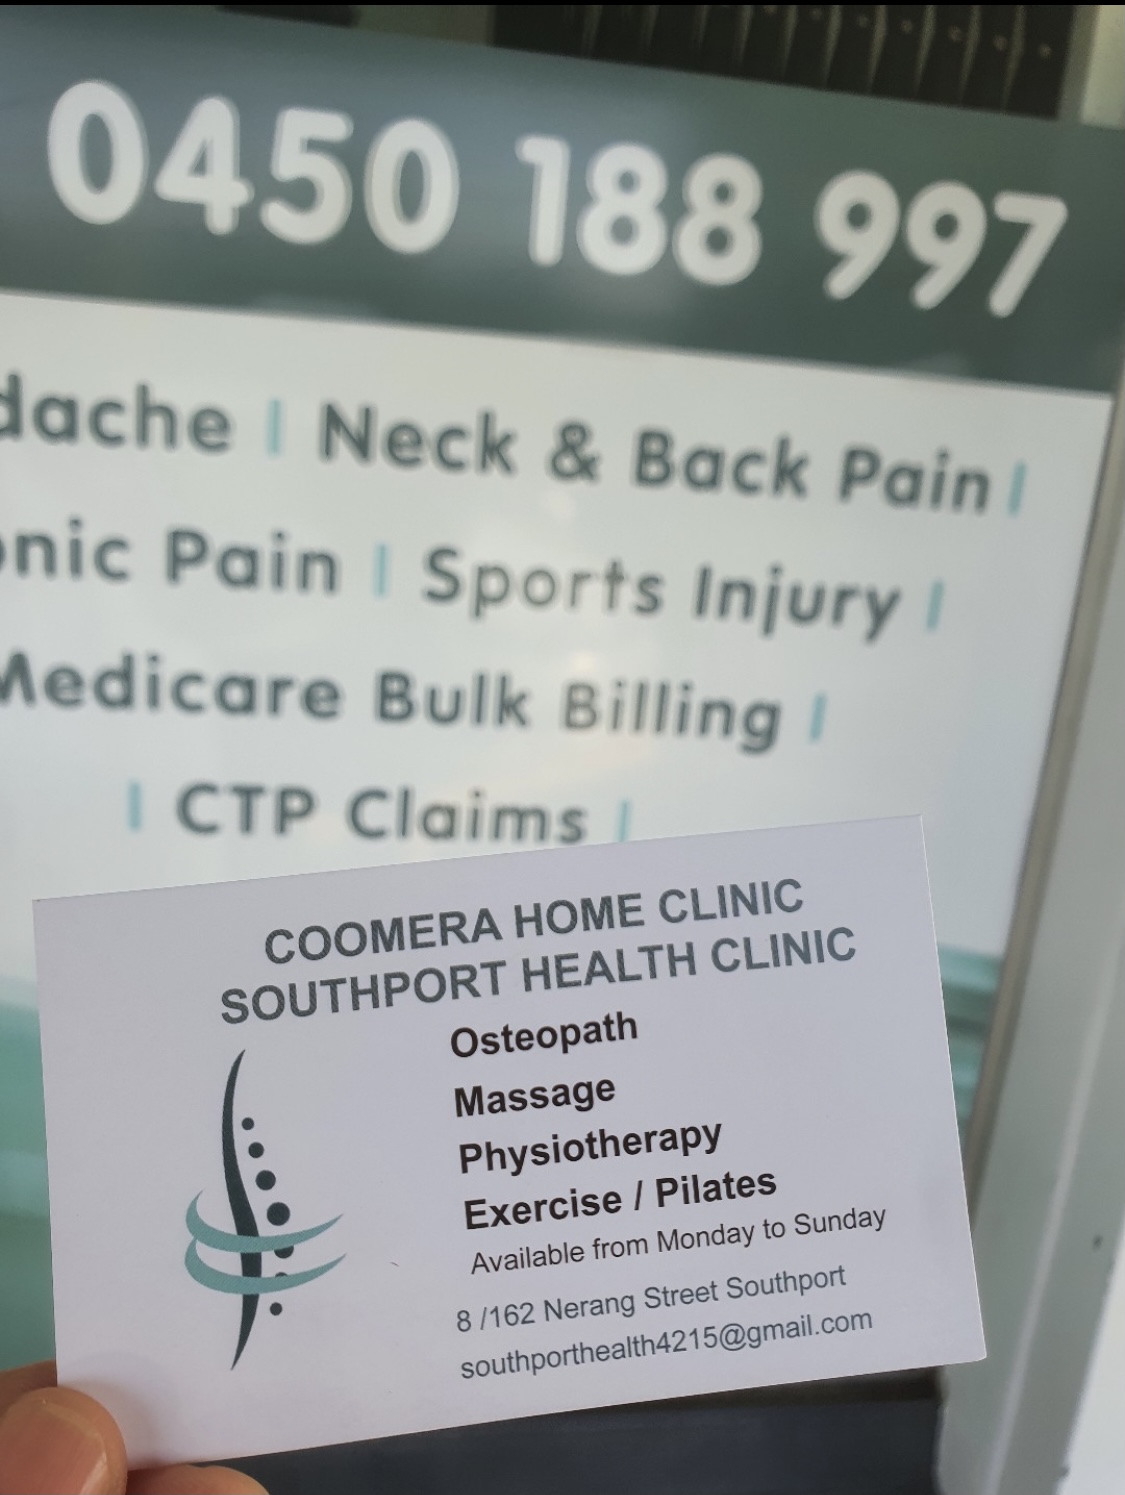 0450 188 997
dache | Neck & Back Pain |
onic Pain | Sports Injury |
Medicare Bulk Billing |
| CTP Claims |
COOMERA HOME CLINIC
SOUTHPORT HEALTH CLINIC
Osteopath
Massage
Physiotherapy
Exercise / Pilates
Available from Monday to Sunday
8 /162 Nerang Street Southport
southporthealth4215@gmail.com